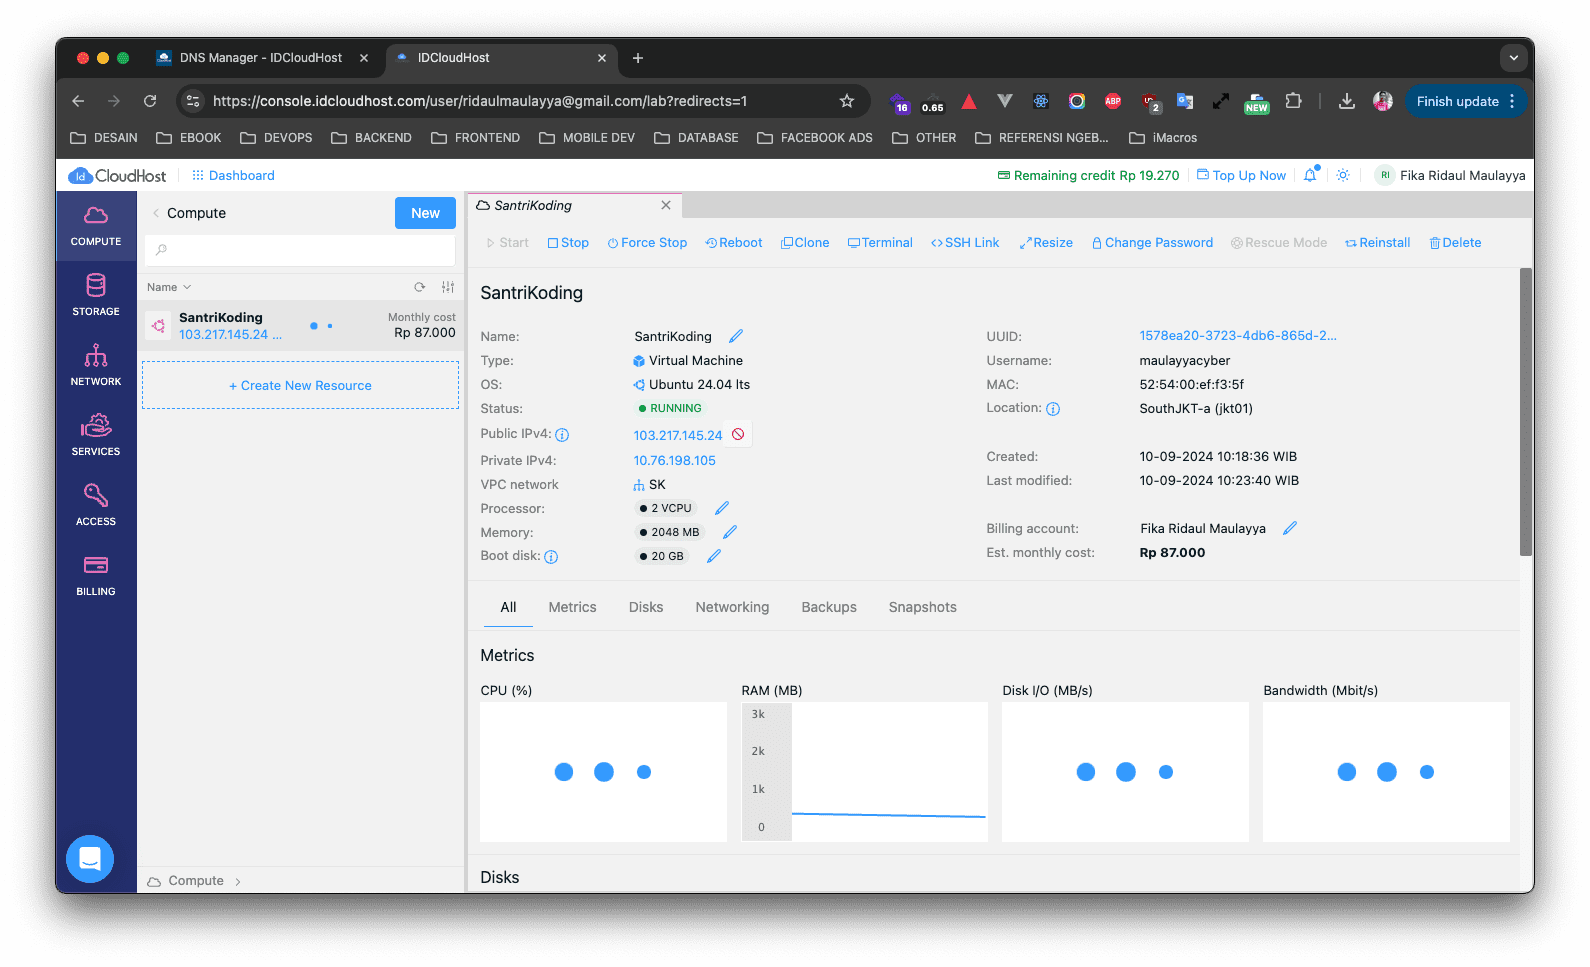 DNS Manager - IDCloudHost
IDCloudHost
https://console.idcloudhost.com/user/ridaulmaulayya@gmail.com/lab?redirects=1
16
0.65
ABP
2
NEW
Finish update
DESAIN
EBOOK
DEVOPS
BACKEND
FRONTEND
MOBILE DEV
DATABASE
FACEBOOK ADS
OTHER
REFERENSI NGEB...
iMacros
Id CloudHost
Dashboard
Remaining credit Rp 19.270
Top Up Now
RI
Fika Ridaul Maulayya
COMPUTE
STORAGE
NETWORK
SERVICES
ACCESS
BILLING
Compute
New
Name
SantriKoding
103.217.145.24 ...
Monthly cost
Rp 87.000
+ Create New Resource
Compute
SantriKoding
Start
Stop
Force Stop
Reboot
Clone
Terminal
SSH Link
Resize
Change Password
Rescue Mode
Reinstall
Delete
SantriKoding
Name: SantriKoding
Type: Virtual Machine
OS: Ubuntu 24.04 lts
Status: RUNNING
Public IPv4: 103.217.145.24
Private IPv4: 10.76.198.105
VPC network SK
Processor: 2 VCPU
Memory: 2048 MB
Boot disk: 20 GB
UUID: 1578ea20-3723-4db6-865d-2...
Username: maulayyacyber
MAC: 52:54:00:ef:f3:5f
Location: SouthJKT-a (jkt01)
Created: 10-09-2024 10:18:36 WIB
Last modified: 10-09-2024 10:23:40 WIB
Billing account: Fika Ridaul Maulayya
Est. monthly cost: Rp 87.000
All
Metrics
Disks
Networking
Backups
Snapshots
Metrics
CPU (%)
RAM (MB)
3k
2k
1k
0
Disk I/O (MB/s)
Bandwidth (Mbit/s)
Disks